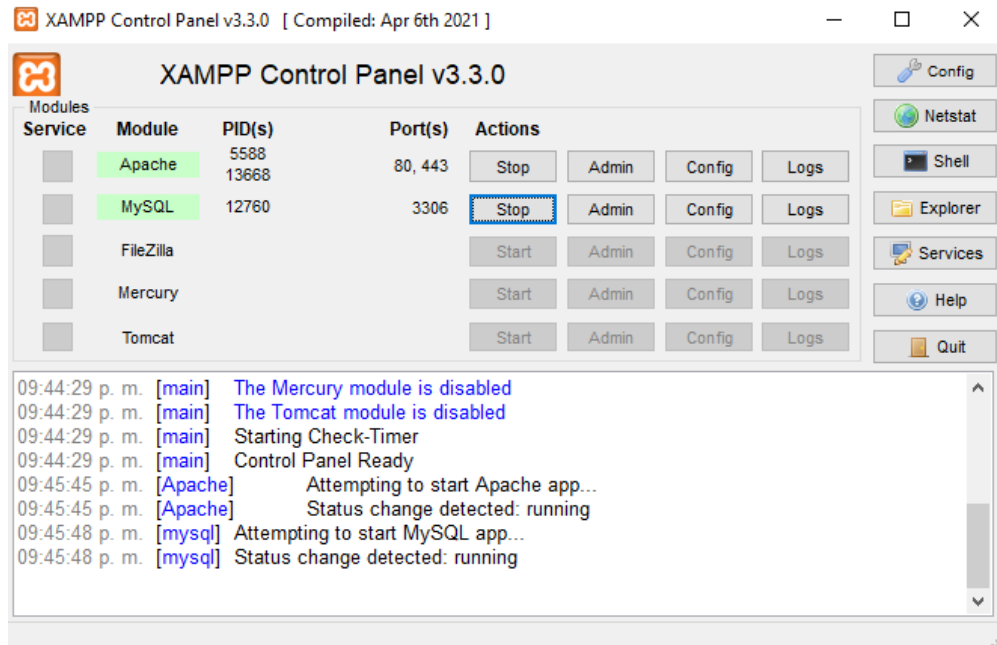 XAMPP Control Panel v3.3.0 [ Compiled: Apr 6th 2021 ]
XAMPP Control Panel v3.3.0
Config
Netstat
Shell
Explorer
Services
Help
Quit
Modules
Service Module PID(s) Port(s) Actions
Apache 5588 13668 80, 443 Stop Admin Config Logs
MySQL 12760 3306 Stop Admin Config Logs
FileZilla Start Admin Config Logs
Mercury Start Admin Config Logs
Tomcat Start Admin Config Logs
09:44:29 p. m. [main] The Mercury module is disabled
09:44:29 p. m. [main] The Tomcat module is disabled
09:44:29 p. m. [main] Starting Check-Timer
09:44:29 p. m. [main] Control Panel Ready
09:45:45 p. m. [Apache] Attempting to start Apache app...
09:45:45 p. m. [Apache] Status change detected: running
09:45:48 p. m. [mysql] Attempting to start MySQL app...
09:45:48 p. m. [mysql] Status change detected: running